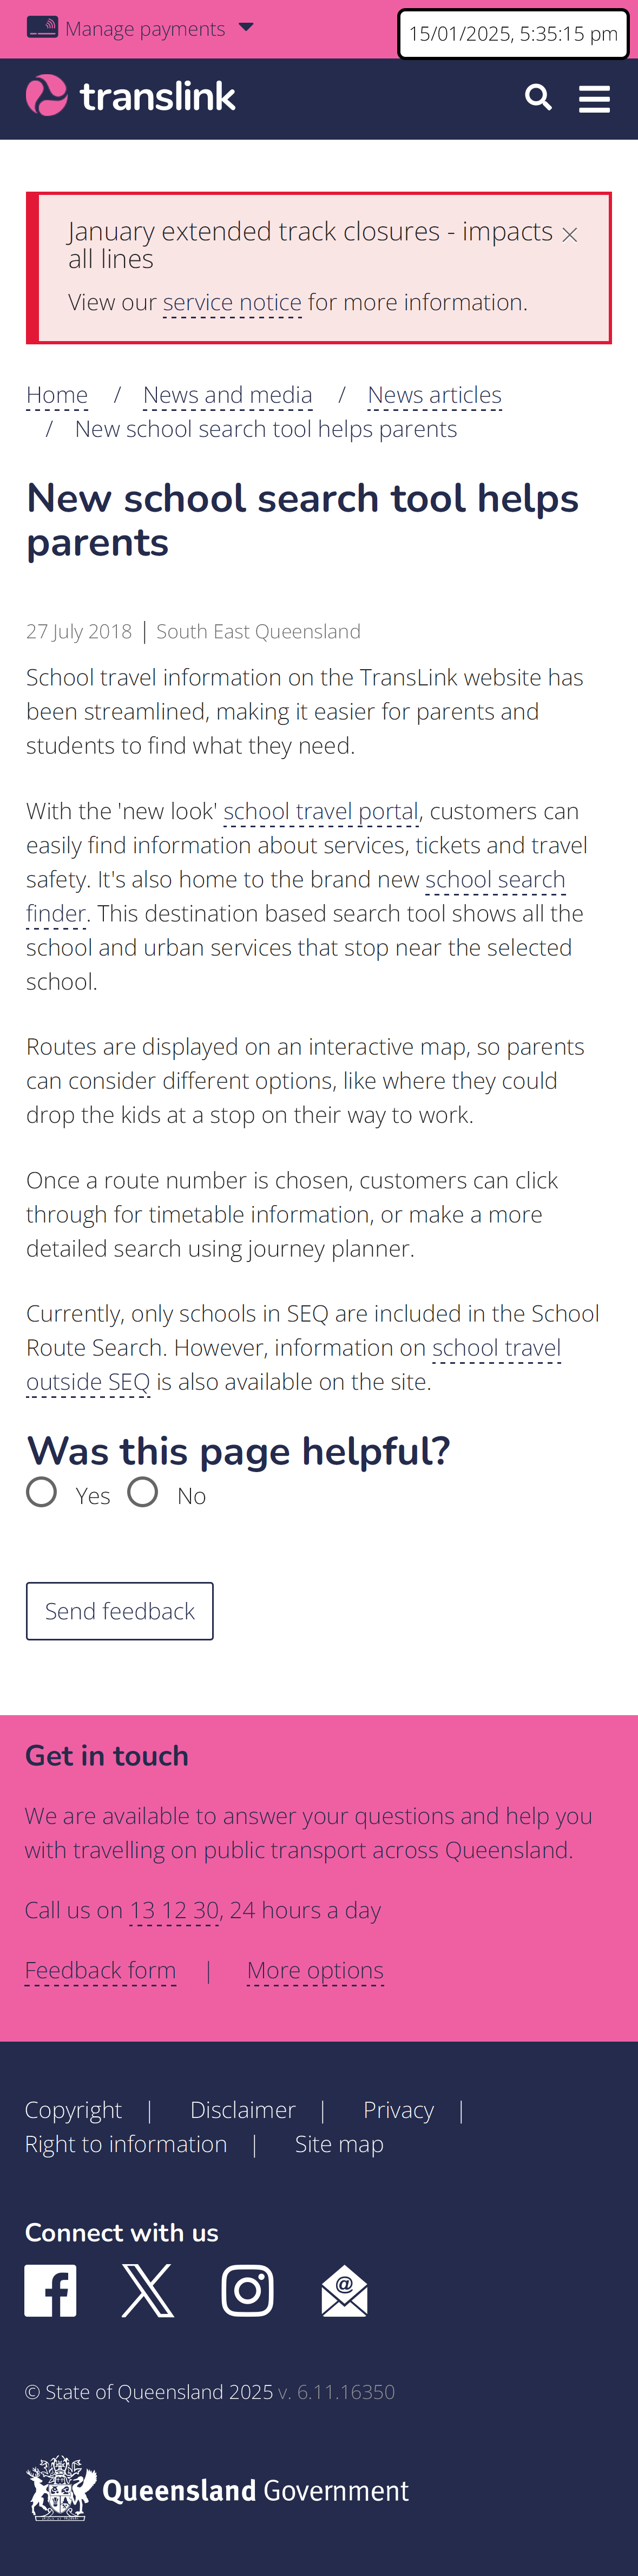 Manage payments
15/01/2025, 5:35:15 pm
translink
January extended track closures - impacts
all lines
View our service notice for more information.
Home / News and media / News articles
/ New school search tool helps parents
New school search tool helps
parents
27 July 2018 | South East Queensland
School travel information on the TransLink website has
been streamlined, making it easier for parents and
students to find what they need.
With the 'new look' school travel portal, customers can
easily find information about services, tickets and travel
safety. It's also home to the brand new school search
finder. This destination based search tool shows all the
school and urban services that stop near the selected
school.
Routes are displayed on an interactive map, so parents
can consider different options, like where they could
drop the kids at a stop on their way to work.
Once a route number is chosen, customers can click
through for timetable information, or make a more
detailed search using journey planner.
Currently, only schools in SEQ are included in the School
Route Search. However, information on school travel
outside SEQ is also available on the site.
Was this page helpful?
Yes No
Send feedback
Get in touch
We are available to answer your questions and help you
with travelling on public transport across Queensland.
Call us on 13 12 30, 24 hours a day
Feedback form | More options
Copyright | Disclaimer | Privacy |
Right to information | Site map
Connect with us
© State of Queensland 2025 v. 6.11.16350
Queensland Government